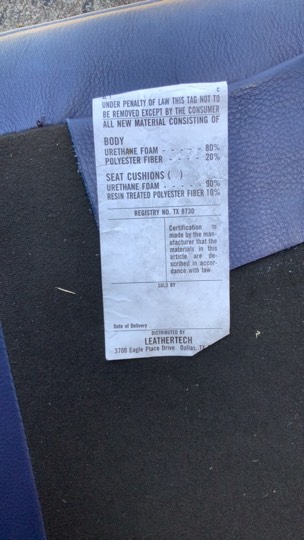 UNDER PENALTY OF LAW THIS TAG NOT TO
BE REMOVED EXCEPT BY THE CONSUMER
ALL NEW MATERIAL CONSISTING OF
BODY
URETHANE FOAM - - - - - 80%
POLYESTER FIBER - - - - 20%
SEAT CUSHIONS ( )
URETHANE FOAM - - - - - 90%
RESIN TREATED POLYESTER FIBER 10%
REGISTRY NO. TX 8730
Certification is
made by the man-
ufacturer that the
materials in this
article are de-
scribed in accor-
dance with law.
SOLD BY
Date of Delivery
DISTRIBUTED BY
LEATHERTECH
3700 Eagle Place Drive. Dallas, TX